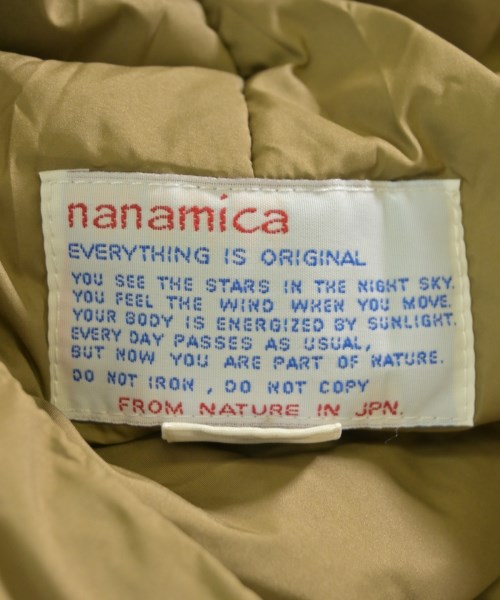 nanamíca
EVERYTHING IS ORIGINAL
YOU SEE THE STARS IN THE NIGHT SKY.
YOU FEEL THE WIND WHEN YOU MOVE.
YOUR BODY IS ENERGIZED BY SUNLIGHT.
EVERY DAY PASSES AS USUAL,
BUT NOW YOU ARE PART OF NATURE.
DO NOT IRON , DO NOT COPY
FROM NATURE IN JPN.